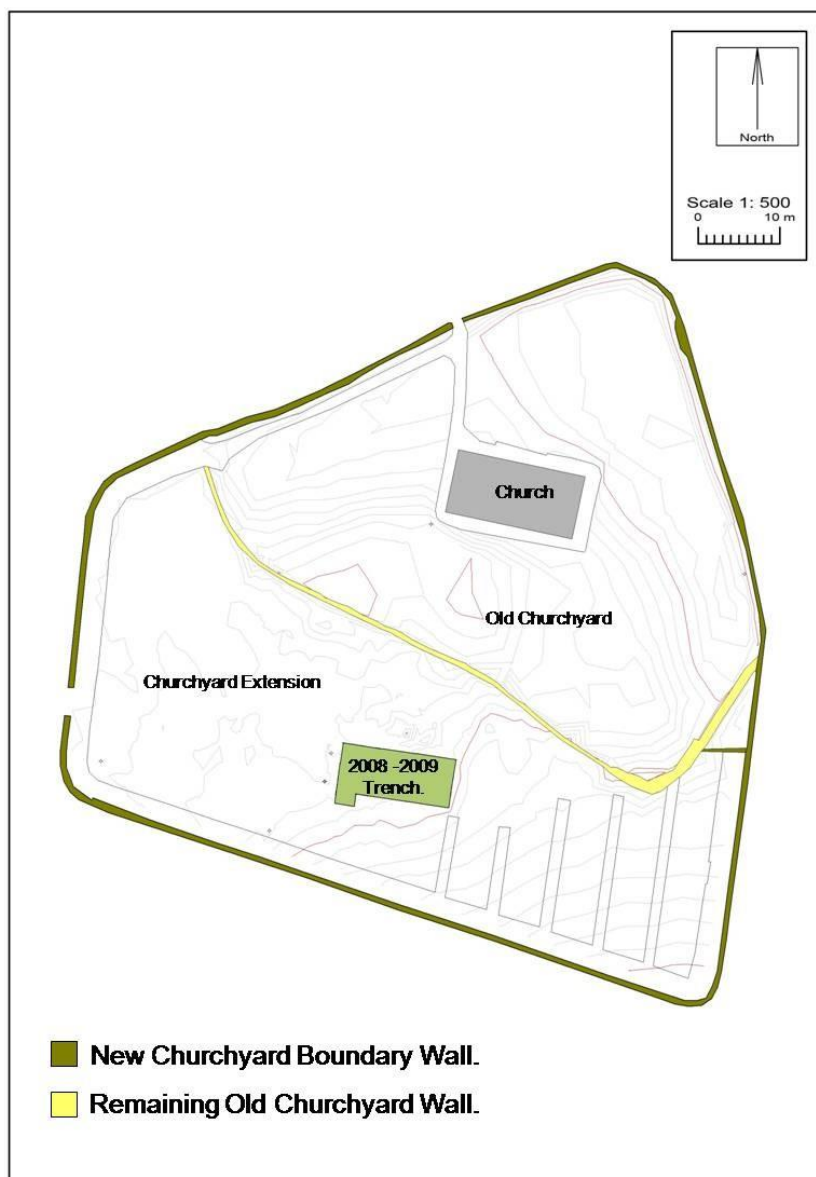 North
Scale 1: 500
0 10 m
Church
Old Churchyard
Churchyard Extension
2008 -2009
Trench.
New Churchyard Boundary Wall.
Remaining Old Churchyard Wall.